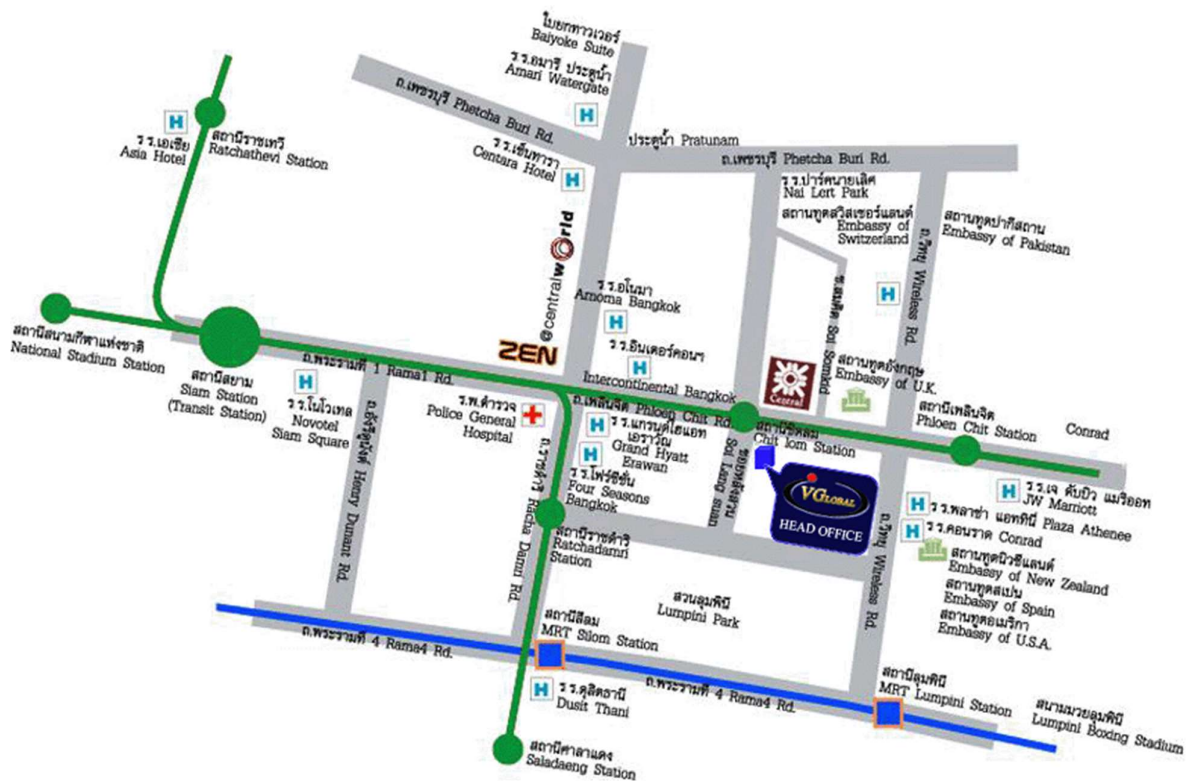 ใบยกทาวเวอร์
Baiyoke Suite
ร.ร.อมารี ประตูน้ำ
Amari Watergate
ถ.เพชรบุรี Phetcha Buri Rd.
ประตูน้ำ Pratunam
ถ.เพชรบุรี Phetcha Buri Rd.
สถานีราชเทวี
Ratchathevi Station
H
ร ร.เอเชีย
Asia Hotel
ร ร.เซ็นทารา
Centara Hotel
H
H
ร ร.ปาร์คนายเลิศ
Nai Lert Park
สถานทูตสวิสเซอร์แลนด์
Embassy of
Switzerland
สถานทูตปากีสถาน
Embassy of Pakistan
ถ.วิทยุ Wireless Rd.
H
@centralworld
ZEN
ร ร.อโนมา
Arnoma Bangkok
H
ร ร.อินเตอร์คอนฯ
H
Intercontinental Bangkok
ซ.สมคิด Soi Somkid
Central
สถานทูตอังกฤษ
Embassy of U.K.
สถานีสนามกีฬาแห่งชาติ
National Stadium Station
สถานีสยาม
Siam Station
(Transit Station)
ถ.พระรามที่ 1 Rama1 Rd.
H
ร ร.โนโวเทล
Novotel
Siam Square
ร.พ.ตำรวจ
Police General
Hospital
ถ.เพลินจิต Phloen Chit Rd.
H
ร ร.แกรนด์ไฮแอท
เอราวัณ
Grand Hyatt
Erawan
H
ร ร.โฟร์ซีซั่น
Four Seasons
Bangkok
สถานีชิดลม
Chit lom Station
ซอยหลังสวน
Soi Lang suan
สถานีเพลินจิต
Phloen Chit Station
Conrad
VGLOBAL
HEAD OFFICE
H
ร ร.เจ ดับบิว แมริออท
JW Marriott
H
ร ร.พลาซ่า แอททินี Plaza Athenee
H
ร ร.คอนราด Conrad
สถานทูตนิวซีแลนด์
Embassy of New Zealand
สถานทูตสเปน
Embassy of Spain
สถานทูตอเมริกา
Embassy of U.S.A.
ถ.วิทยุ Wireless Rd.
ถ.อังรีดูนังต์ Henry Dunant Rd.
ถ.ราชดำริ Racha Damri Rd.
สถานีราชดำริ
Ratchadamri
Station
สวนลุมพินี
Lumpini Park
ถ.พระรามที่ 4 Rama4 Rd.
สถานีสีลม
MRT Silom Station
ถ.พระรามที่ 4 Rama4 Rd.
สถานีลุมพินี
MRT Lumpini Station
สนามมวยลุมพินี
Lumpini Boxing Stadium
H
ร ร.ดุสิตธานี
Dusit Thani
สถานีศาลาแดง
Saladaeng Station